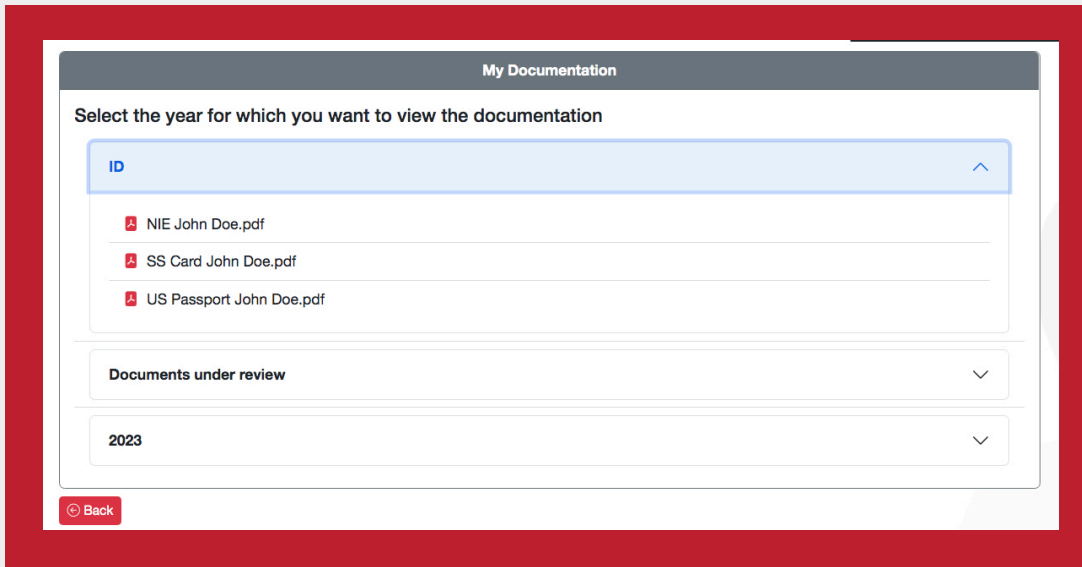 My Documentation
Select the year for which you want to view the documentation
ID
NIE John Doe.pdf
SS Card John Doe.pdf
US Passport John Doe.pdf
Documents under review
2023
Back